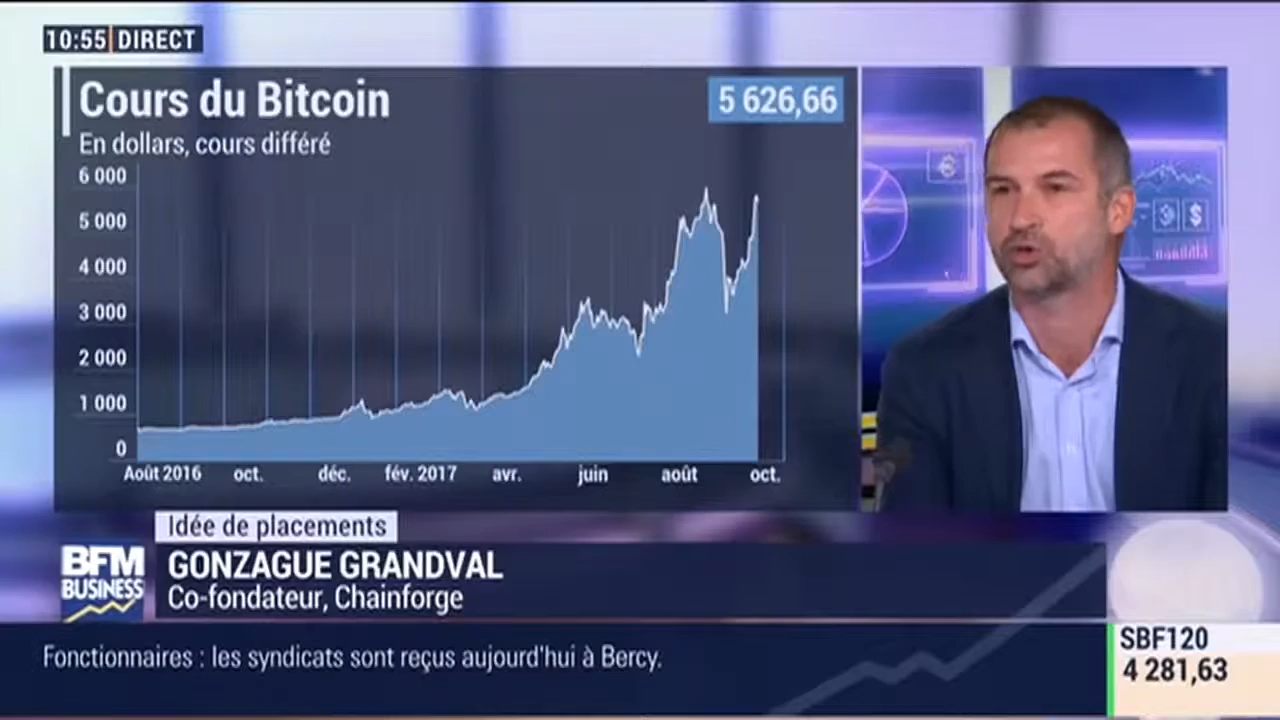 10:55 DIRECT
Cours du Bitcoin
5 626,66
En dollars, cours différé
6 000
5 000
4 000
3 000
2 000
1 000
0
Août 2016 oct. déc. fév. 2017 avr. juin août oct.
$
Idée de placements
BFM
BUSINESS
GONZAGUE GRANDVAL
Co-fondateur, Chainforge
Fonctionnaires : les syndicats sont reçus aujourd'hui à Bercy.
SBF120
4 281,63